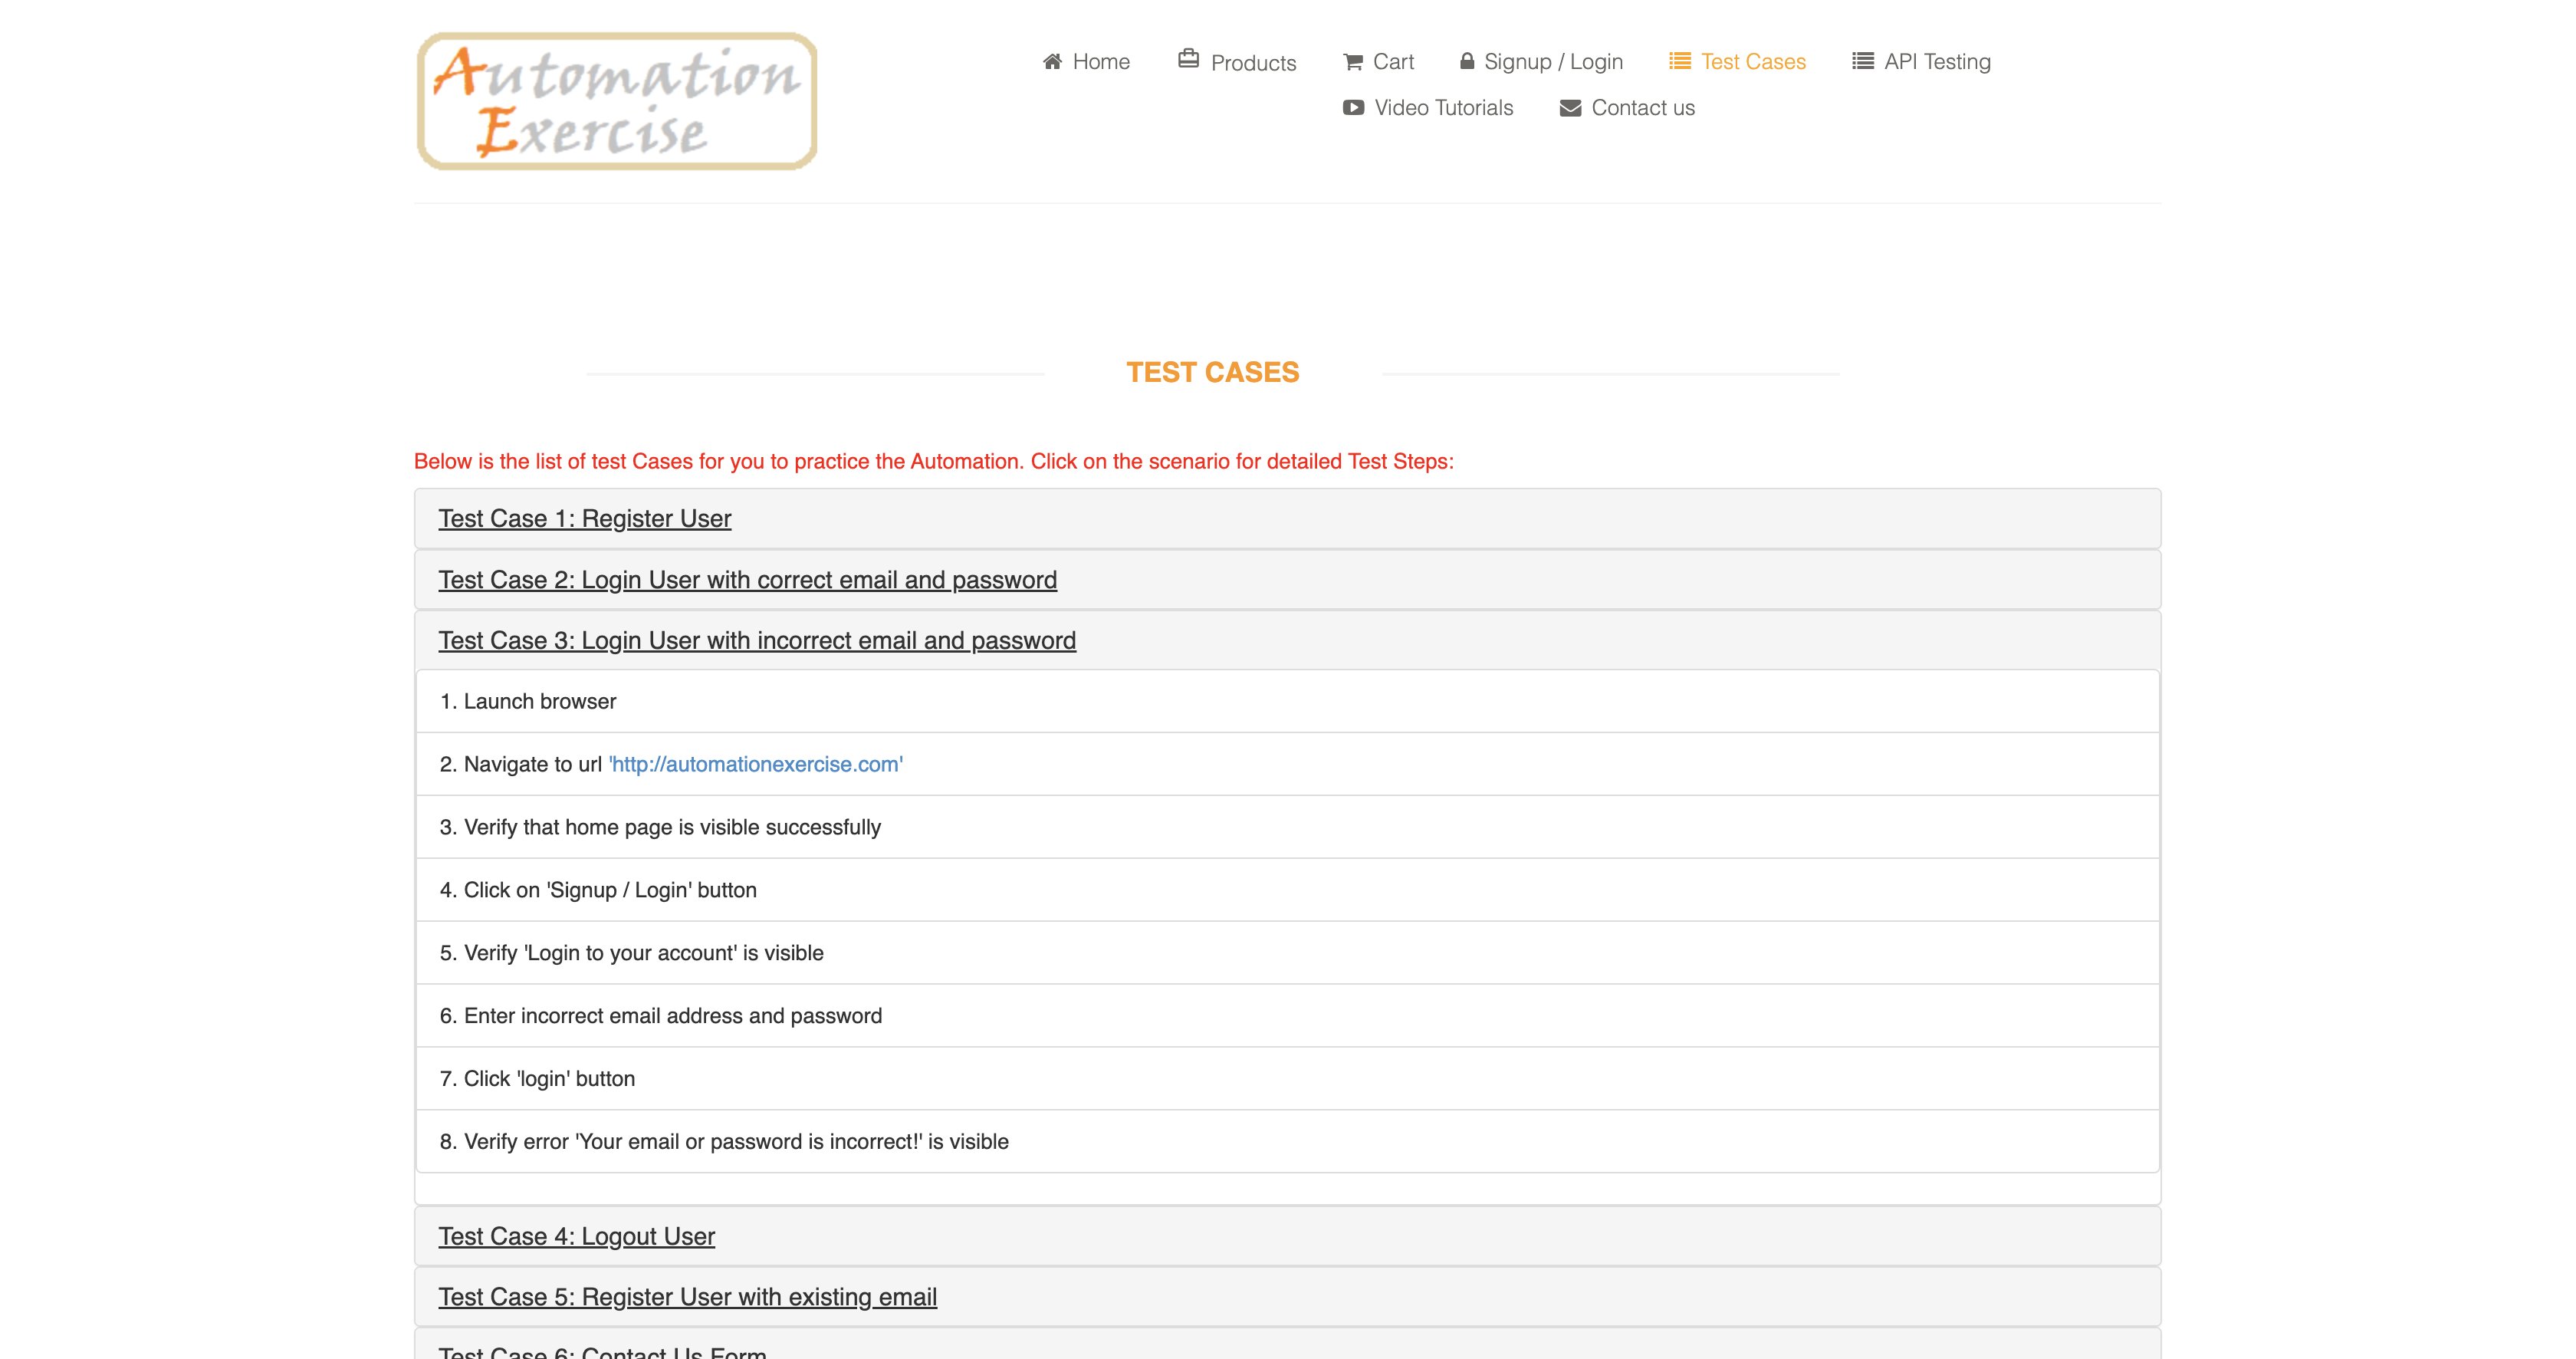 Automation
Exercise
Home
Products
Cart
Signup / Login
Test Cases
API Testing
Video Tutorials
Contact us
TEST CASES
Below is the list of test Cases for you to practice the Automation. Click on the scenario for detailed Test Steps:
Test Case 1: Register User
Test Case 2: Login User with correct email and password
Test Case 3: Login User with incorrect email and password
1. Launch browser
2. Navigate to url 'http://automationexercise.com'
3. Verify that home page is visible successfully
4. Click on 'Signup / Login' button
5. Verify 'Login to your account' is visible
6. Enter incorrect email address and password
7. Click 'login' button
8. Verify error 'Your email or password is incorrect!' is visible
Test Case 4: Logout User
Test Case 5: Register User with existing email
Test Case 6: Contact Us Form